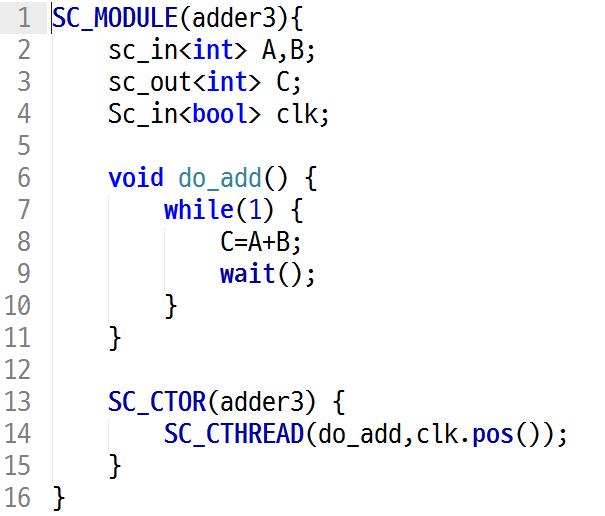 1 SC_MODULE(adder3){
2 sc_in<int> A,B;
3 sc_out<int> C;
4 Sc_in<bool> clk;
5
6 void do_add() {
7 while(1) {
8 C=A+B;
9 wait();
10 }
11 }
12
13 SC_CTOR(adder3) {
14 SC_CTHREAD(do_add,clk.pos());
15 }
16 }